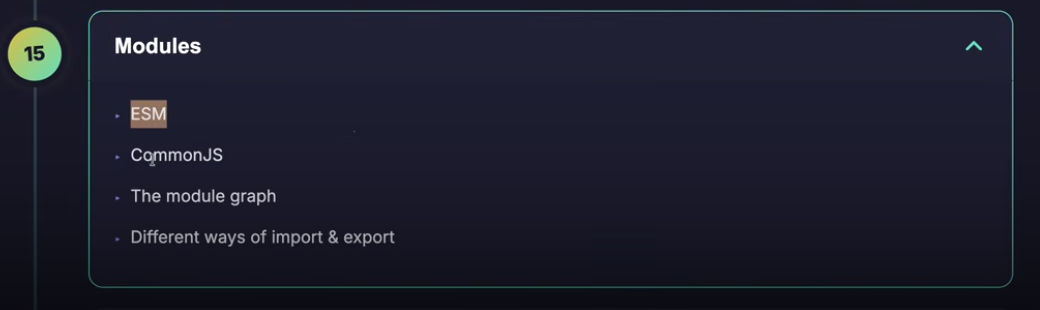 15
Modules
ESM
CommonJS
The module graph
Different ways of import & export